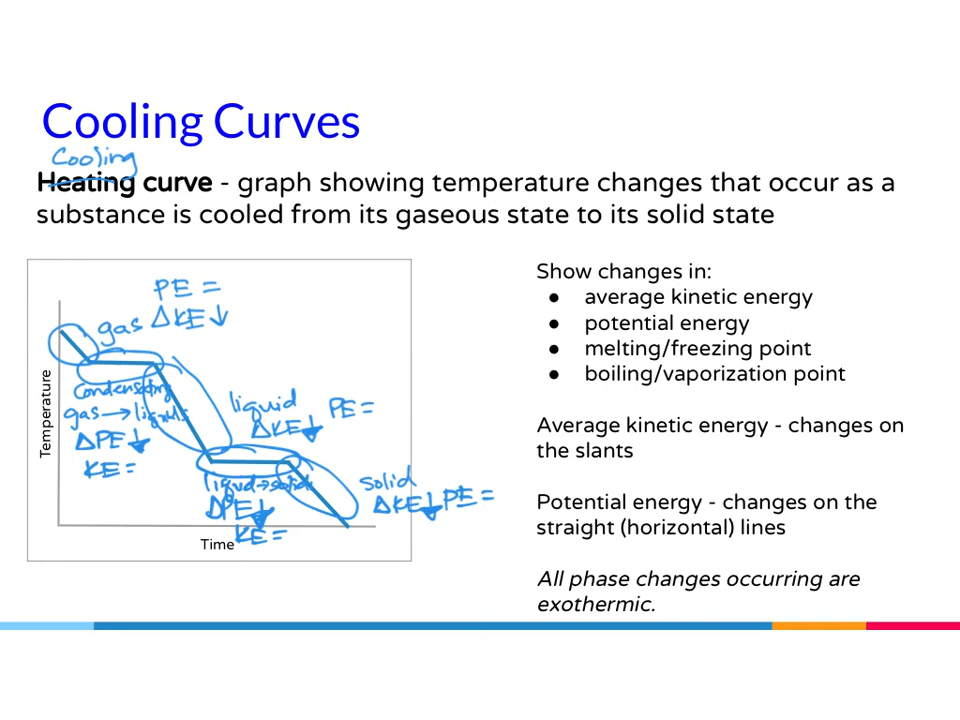 Cooling Curves
Cooling
Heating curve - graph showing temperature changes that occur as a
substance is cooled from its gaseous state to its solid state
PE =
gas ΔKE ↓
Condensating
gas → liquids
ΔPE ↓
KE =
liquid PE =
ΔKE ↓
liquid → solid
ΔPE ↓
KE =
solid
ΔKE ↓ PE =
Temperature
Time
Show changes in:
● average kinetic energy
● potential energy
● melting/freezing point
● boiling/vaporization point
Average kinetic energy - changes on
the slants
Potential energy - changes on the
straight (horizontal) lines
All phase changes occurring are
exothermic.